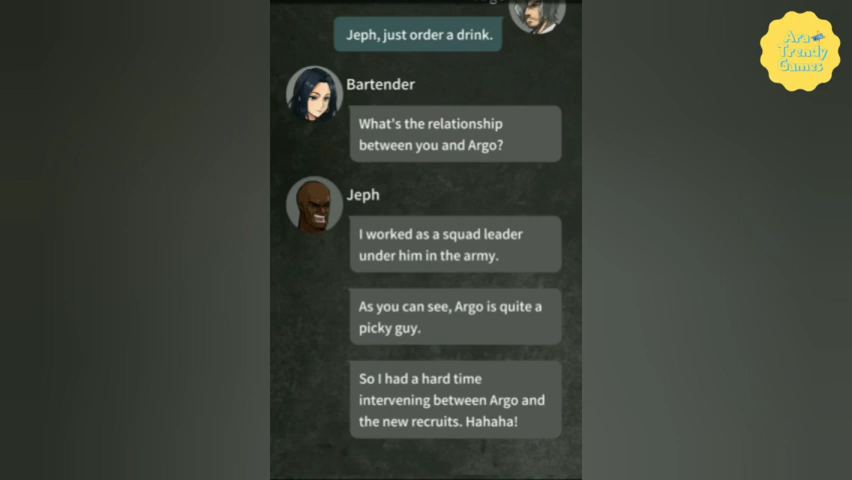 Jeph, just order a drink.
Bartender
What's the relationship
between you and Argo?
Jeph
I worked as a squad leader
under him in the army.
As you can see, Argo is quite a
picky guy.
So I had a hard time
intervening between Argo and
the new recruits. Hahaha!
Ara
Trendy
Games